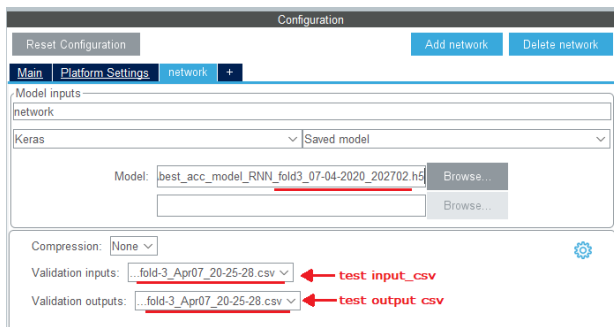 Configuration
Reset Configuration
Add network
Delete network
Main
Platform Settings
network
+
Model inputs
network
Keras
Saved model
Model:
.best_acc_model_RNN_fold3_07-04-2020_202702.h5
Browse...
Browse...
Compression:
None
Validation inputs:
...fold-3_Apr07_20-25-28.csv
test input_csv
Validation outputs:
...fold-3_Apr07_20-25-28.csv
test output csv